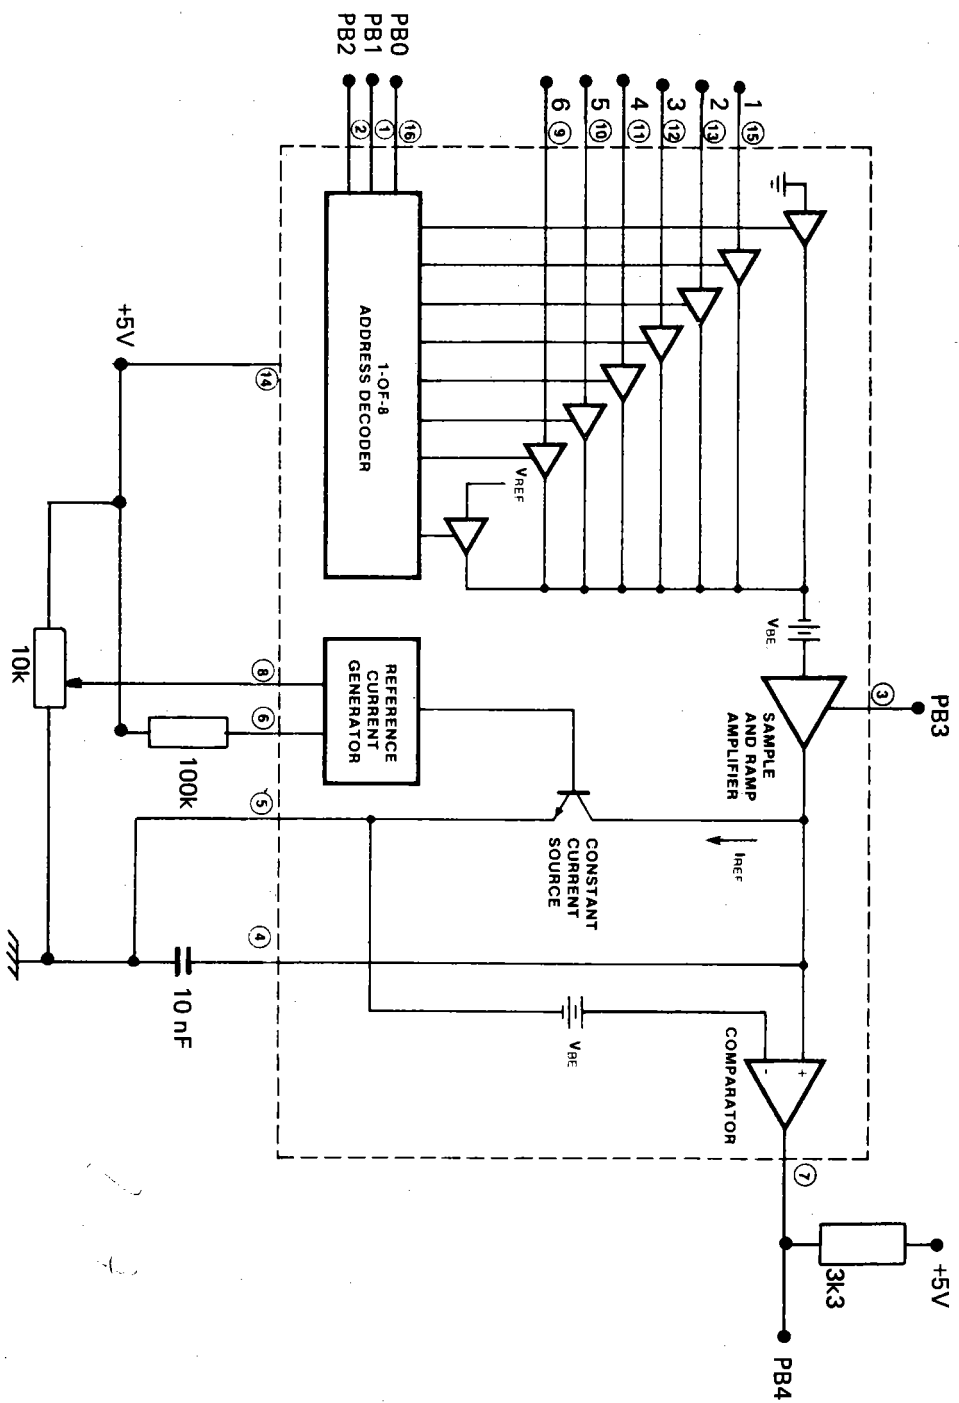 PB0
PB1
PB2
16
1
2
1
15
2
13
3
12
4
11
5
10
6
9
1-OF-8
ADDRESS DECODER
VREF
+5V
14
VBE
3
PB3
SAMPLE
AND RAMP
AMPLIFIER
REFERENCE
CURRENT
GENERATOR
8
6
10k
100k
5
IREF
CONSTANT
CURRENT
SOURCE
4
10 nF
VBE
+
-
COMPARATOR
7
3k3
+5V
PB4